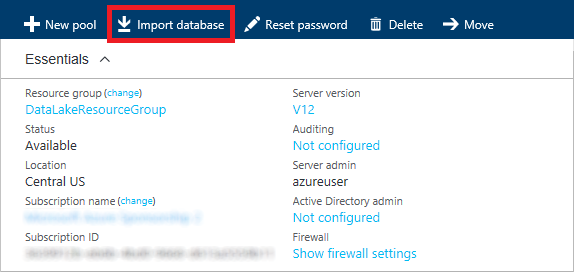 New pool Import database Reset password Delete Move
Essentials
Resource group (change)
DataLakeResourceGroup
Status
Available
Location
Central US
Subscription name (change)
Subscription ID
Server version
V12
Auditing
Not configured
Server admin
azureuser
Active Directory admin
Not configured
Firewall
Show firewall settings